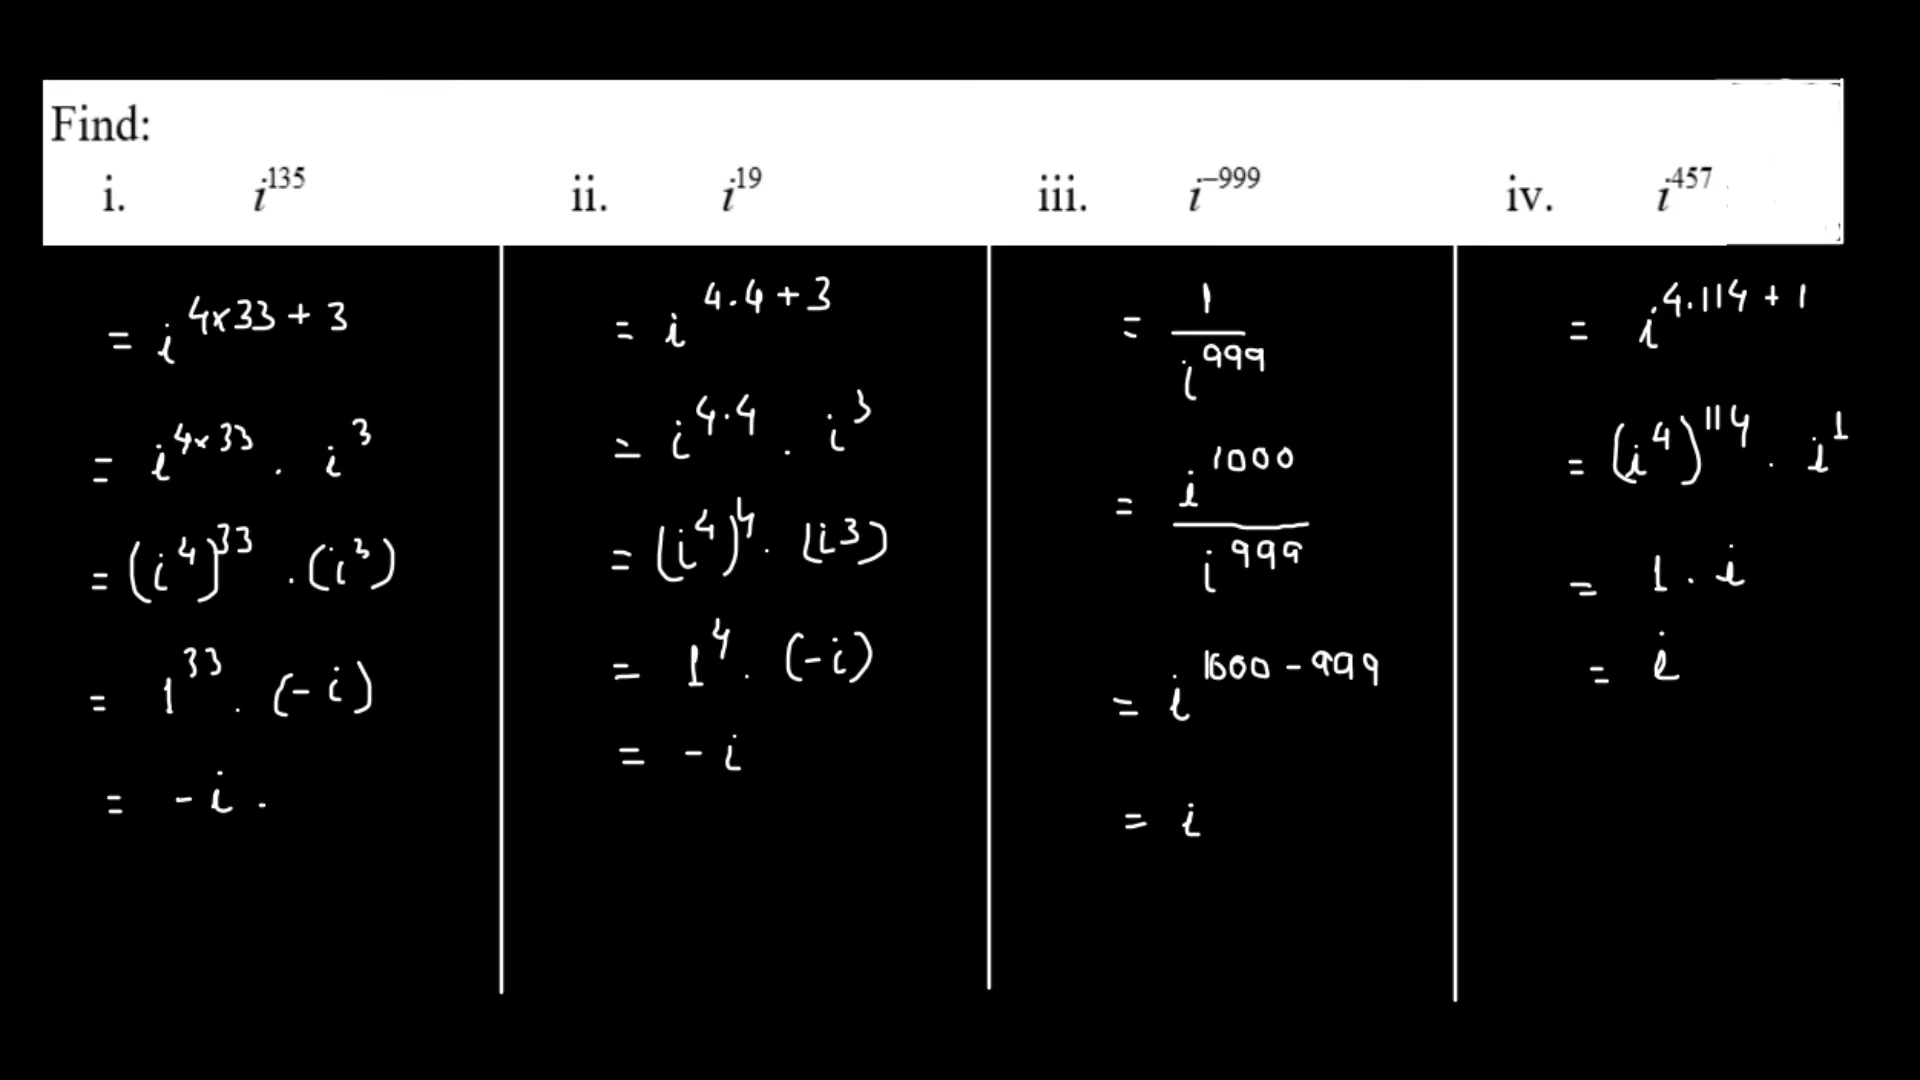 Find:
i. i^135 ii. i^19 iii. i^−999 iv. i^457
= i^(4×33 + 3)
= i^(4×33) . i^3
= (i^4)^33 . (i^3)
= 1^33 . (-i)
= -i .
= i^(4.4 + 3)
= i^(4.4) . i^3
= (i^4)^4 . (i^3)
= 1^4 . (-i)
= -i
= 1 / i^999
= i^1000 / i^999
= i^(1000 - 999)
= i
= i^(4.114 + 1)
= (i^4)^114 . i^1
= 1 . i
= i